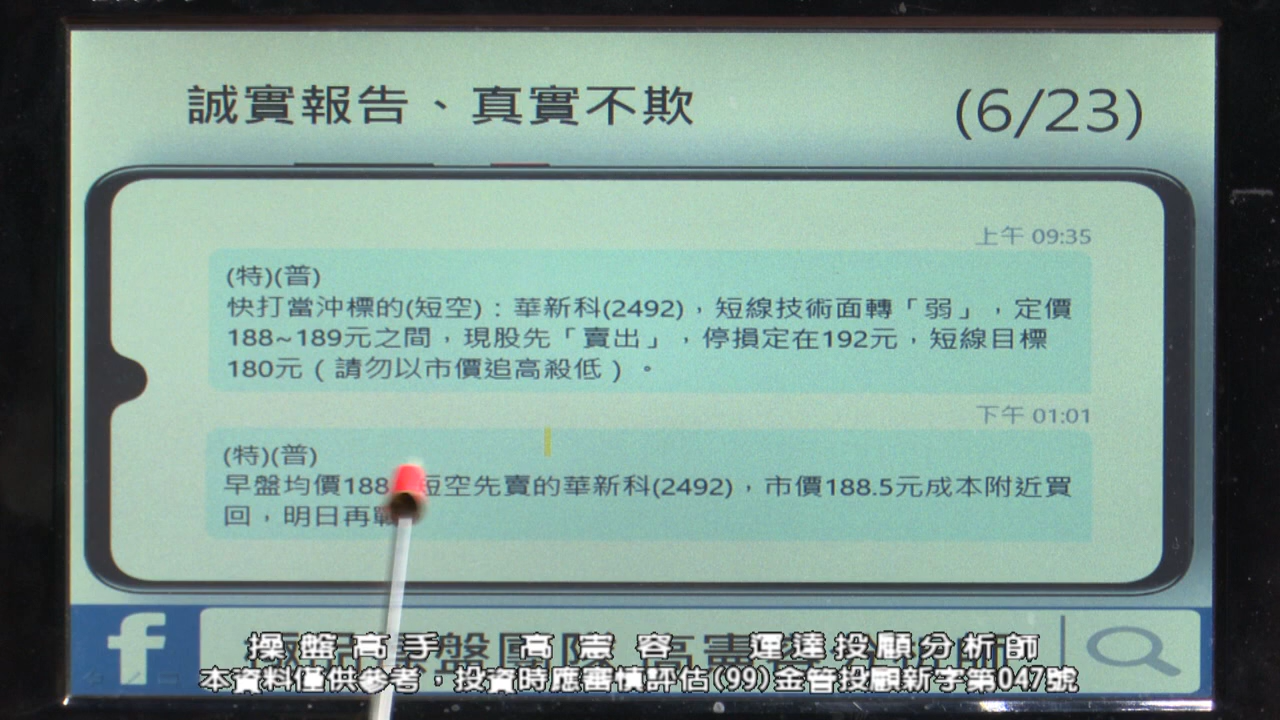 誠實報告、真實不欺 (6/23)
上午 09:35
(特)(普)
快打當沖標的(短空)：華新科(2492)，短線技術面轉「弱」，定價
188~189元之間，現股先「賣出」，停損定在192元，短線目標
180元（請勿以市價追高殺低）。
下午 01:01
(特)(普)
早盤均價188 短空先賣的華新科(2492)，市價188.5元成本附近買
回，明日再
f
操盤高手 高憲容 運達投顧分析師
本資料僅供參考，投資時應審慎評估(99)金管投顧新字第047號